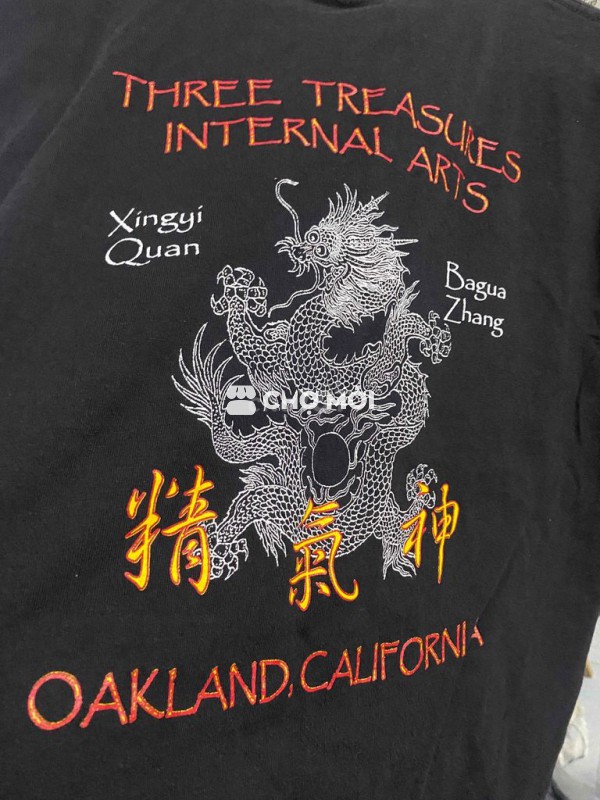 THREE TREASURES
INTERNAL ARTS
Xingyi
Quan
Bagua
Zhang
CHỢ MỚI
精 氣 神
OAKLAND, CALIFORNIA